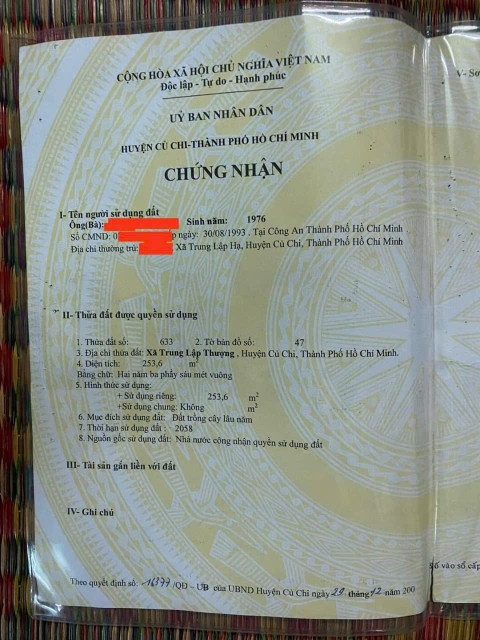 CỘNG HÒA XÃ HỘI CHỦ NGHĨA VIỆT NAM
Độc lập - Tự do - Hạnh phúc
UỶ BAN NHÂN DÂN
HUYỆN CỦ CHI-THÀNH PHỐ HỒ CHÍ MINH
CHỨNG NHẬN
I- Tên người sử dụng đất
Ông(Bà): Sinh năm: 1976
Số CMND: 0 p ngày: 30/08/1993 . Tại Công An Thành Phố Hồ Chí Minh
Địa chỉ thường trú: Xã Trung Lập Hạ, Huyện Củ Chi, Thành Phố Hồ Chí Minh
II- Thửa đất được quyền sử dụng
1. Thửa đất số: 633 2. Tờ bản đồ số: 47
3. Địa chỉ thửa đất: Xã Trung Lập Thượng , Huyện Củ Chi, Thành Phố Hồ Chí Minh.
4. Diện tích: 253,6 m2
Bằng chữ: Hai năm ba phẩy sáu mét vuông
5. Hình thức sử dụng:
+ Sử dụng riêng: 253,6 m2
+Sử dụng chung: Không m2
6. Mục đích sử dụng đất: Đất trồng cây lâu năm
7. Thời hạn sử dụng đất : 2058
8. Nguồn gốc sử dụng đất: Nhà nước công nhận quyền sử dụng đất
III- Tài sản gắn liền với đất
IV- Ghi chú
Theo quyết định số: 16377/QĐ – UB của UBND Huyện Củ Chi ngày 29 tháng 12 năm 200
V- Sơ
ố vào sổ cấp